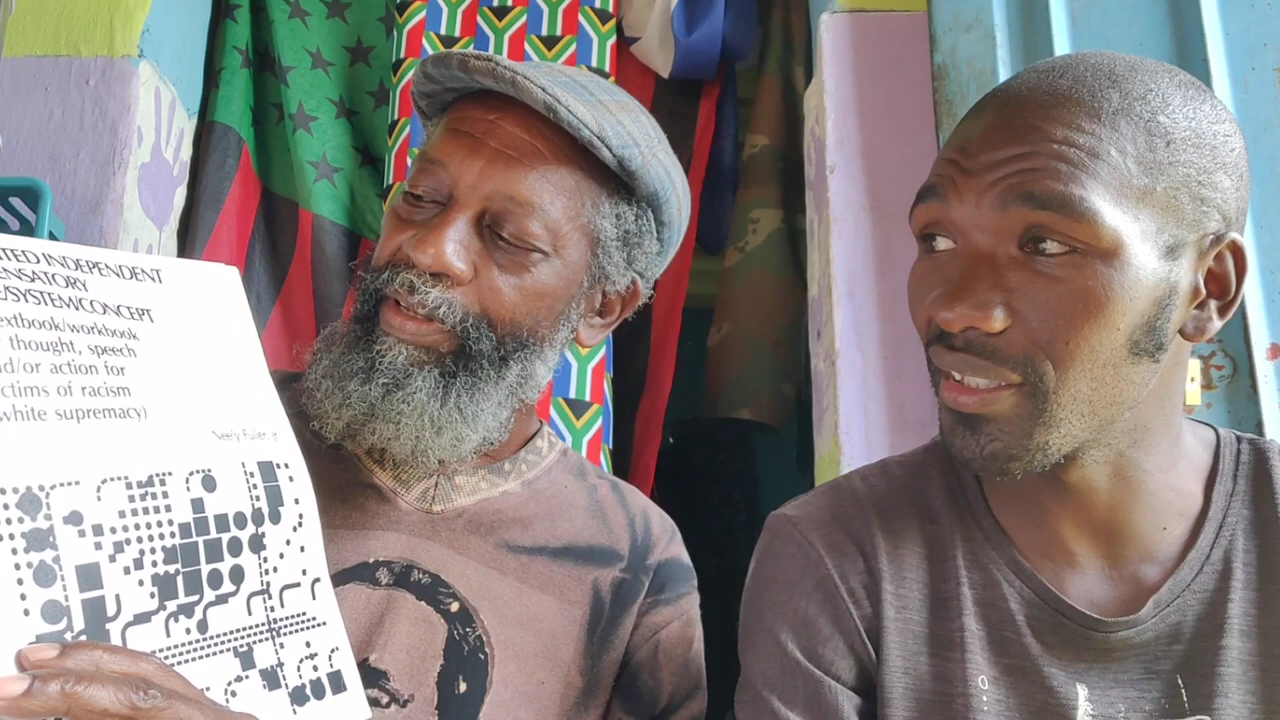 TED INDEPENDENT
ENSATORY
E/SYSTEM/CONCEPT
extbook/workbook
thought, speech
d/or action for
ctims of racism
white supremacy)
Neely Fuller, Jr